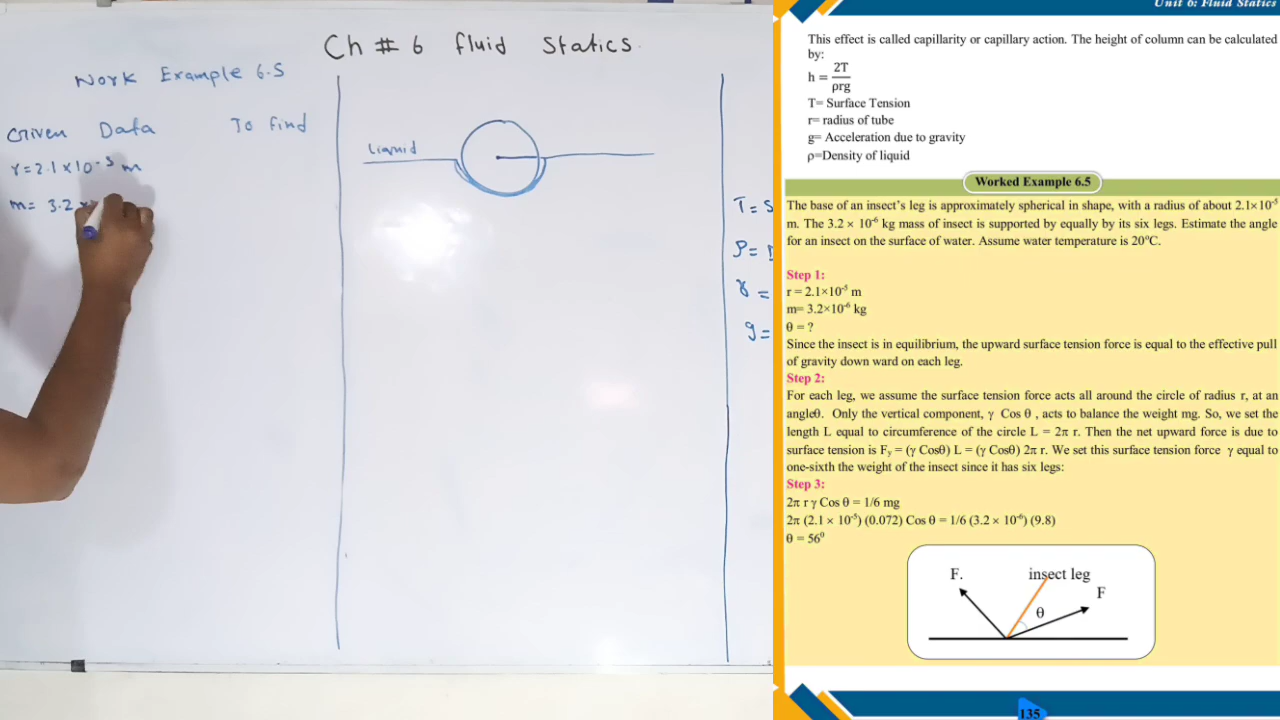 Ch # 6 fluid statics.
Work Example 6.5
Given Data To find
r=2.1×10⁻⁵ m
m= 3.2
Liquid
T=
ρ=
γ=
g=
Unit 6: Fluid Statics
This effect is called capillarity or capillary action. The height of column can be calculated
by:
h = 2T/ρrg
T= Surface Tension
r= radius of tube
g= Acceleration due to gravity
ρ=Density of liquid
Worked Example 6.5
The base of an insect's leg is approximately spherical in shape, with a radius of about 2.1×10⁻⁵
m. The 3.2 × 10⁻⁶ kg mass of insect is supported by equally by its six legs. Estimate the angle
for an insect on the surface of water. Assume water temperature is 20°C.
Step 1:
r = 2.1×10⁻⁵ m
m= 3.2×10⁻⁶ kg
θ = ?
Since the insect is in equilibrium, the upward surface tension force is equal to the effective pull
of gravity down ward on each leg.
Step 2:
For each leg, we assume the surface tension force acts all around the circle of radius r, at an
angleθ. Only the vertical component, γ Cos θ , acts to balance the weight mg. So, we set the
length L equal to circumference of the circle L = 2π r. Then the net upward force is due to
surface tension is Fy = (γ Cosθ) L = (γ Cosθ) 2π r. We set this surface tension force γ equal to
one-sixth the weight of the insect since it has six legs:
Step 3:
2π r γ Cos θ = 1/6 mg
2π (2.1 × 10⁻⁵) (0.072) Cos θ = 1/6 (3.2 × 10⁻⁶) (9.8)
θ = 56⁰
F. insect leg
F
θ
135